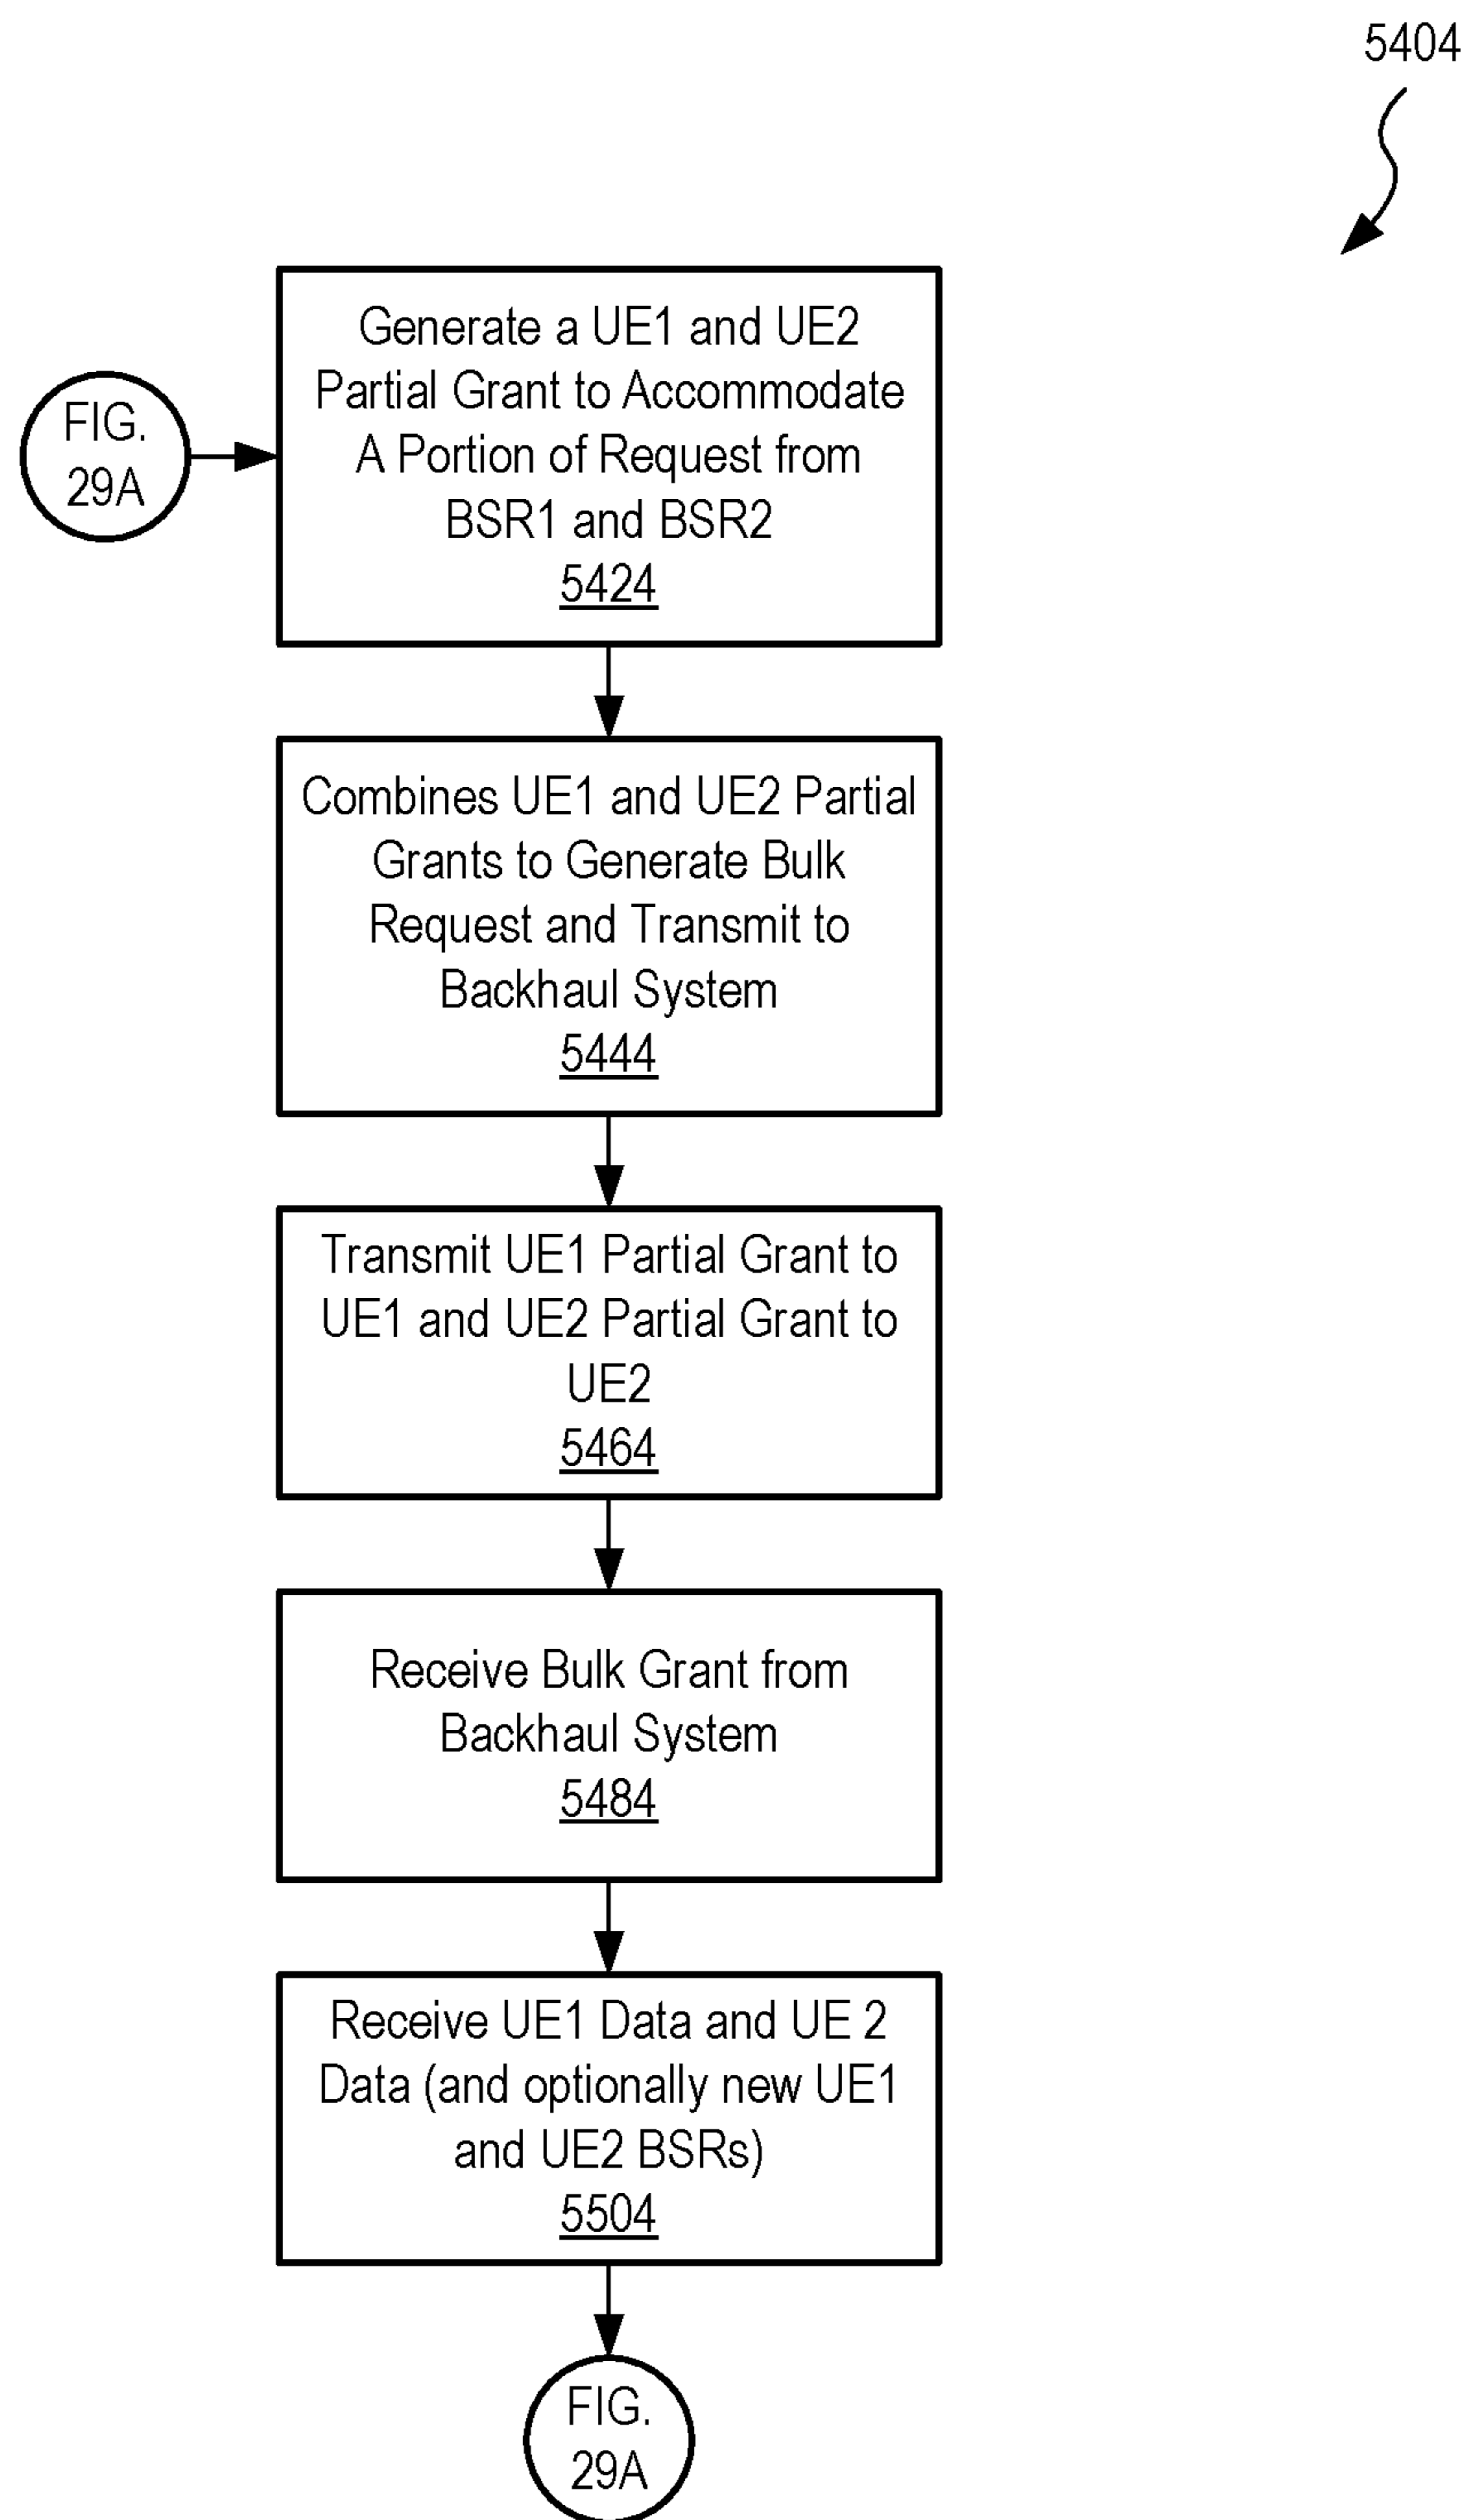 5404
Generate a UE1 and UE2
Partial Grant to Accommodate
A Portion of Request from
BSR1 and BSR2
5424
FIG.
29A
Combines UE1 and UE2 Partial
Grants to Generate Bulk
Request and Transmit to
Backhaul System
5444
Transmit UE1 Partial Grant to
UE1 and UE2 Partial Grant to
UE2
5464
Receive Bulk Grant from
Backhaul System
5484
Receive UE1 Data and UE 2
Data (and optionally new UE1
and UE2 BSRs)
5504
FIG.
29A